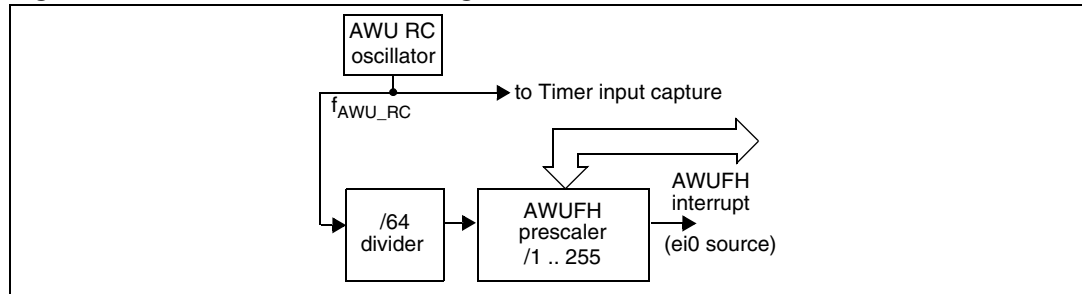 AWU RC
oscillator
to Timer input capture
fAWU_RC
AWUFH
interrupt
(ei0 source)
/64
divider
AWUFH
prescaler
/1 .. 255